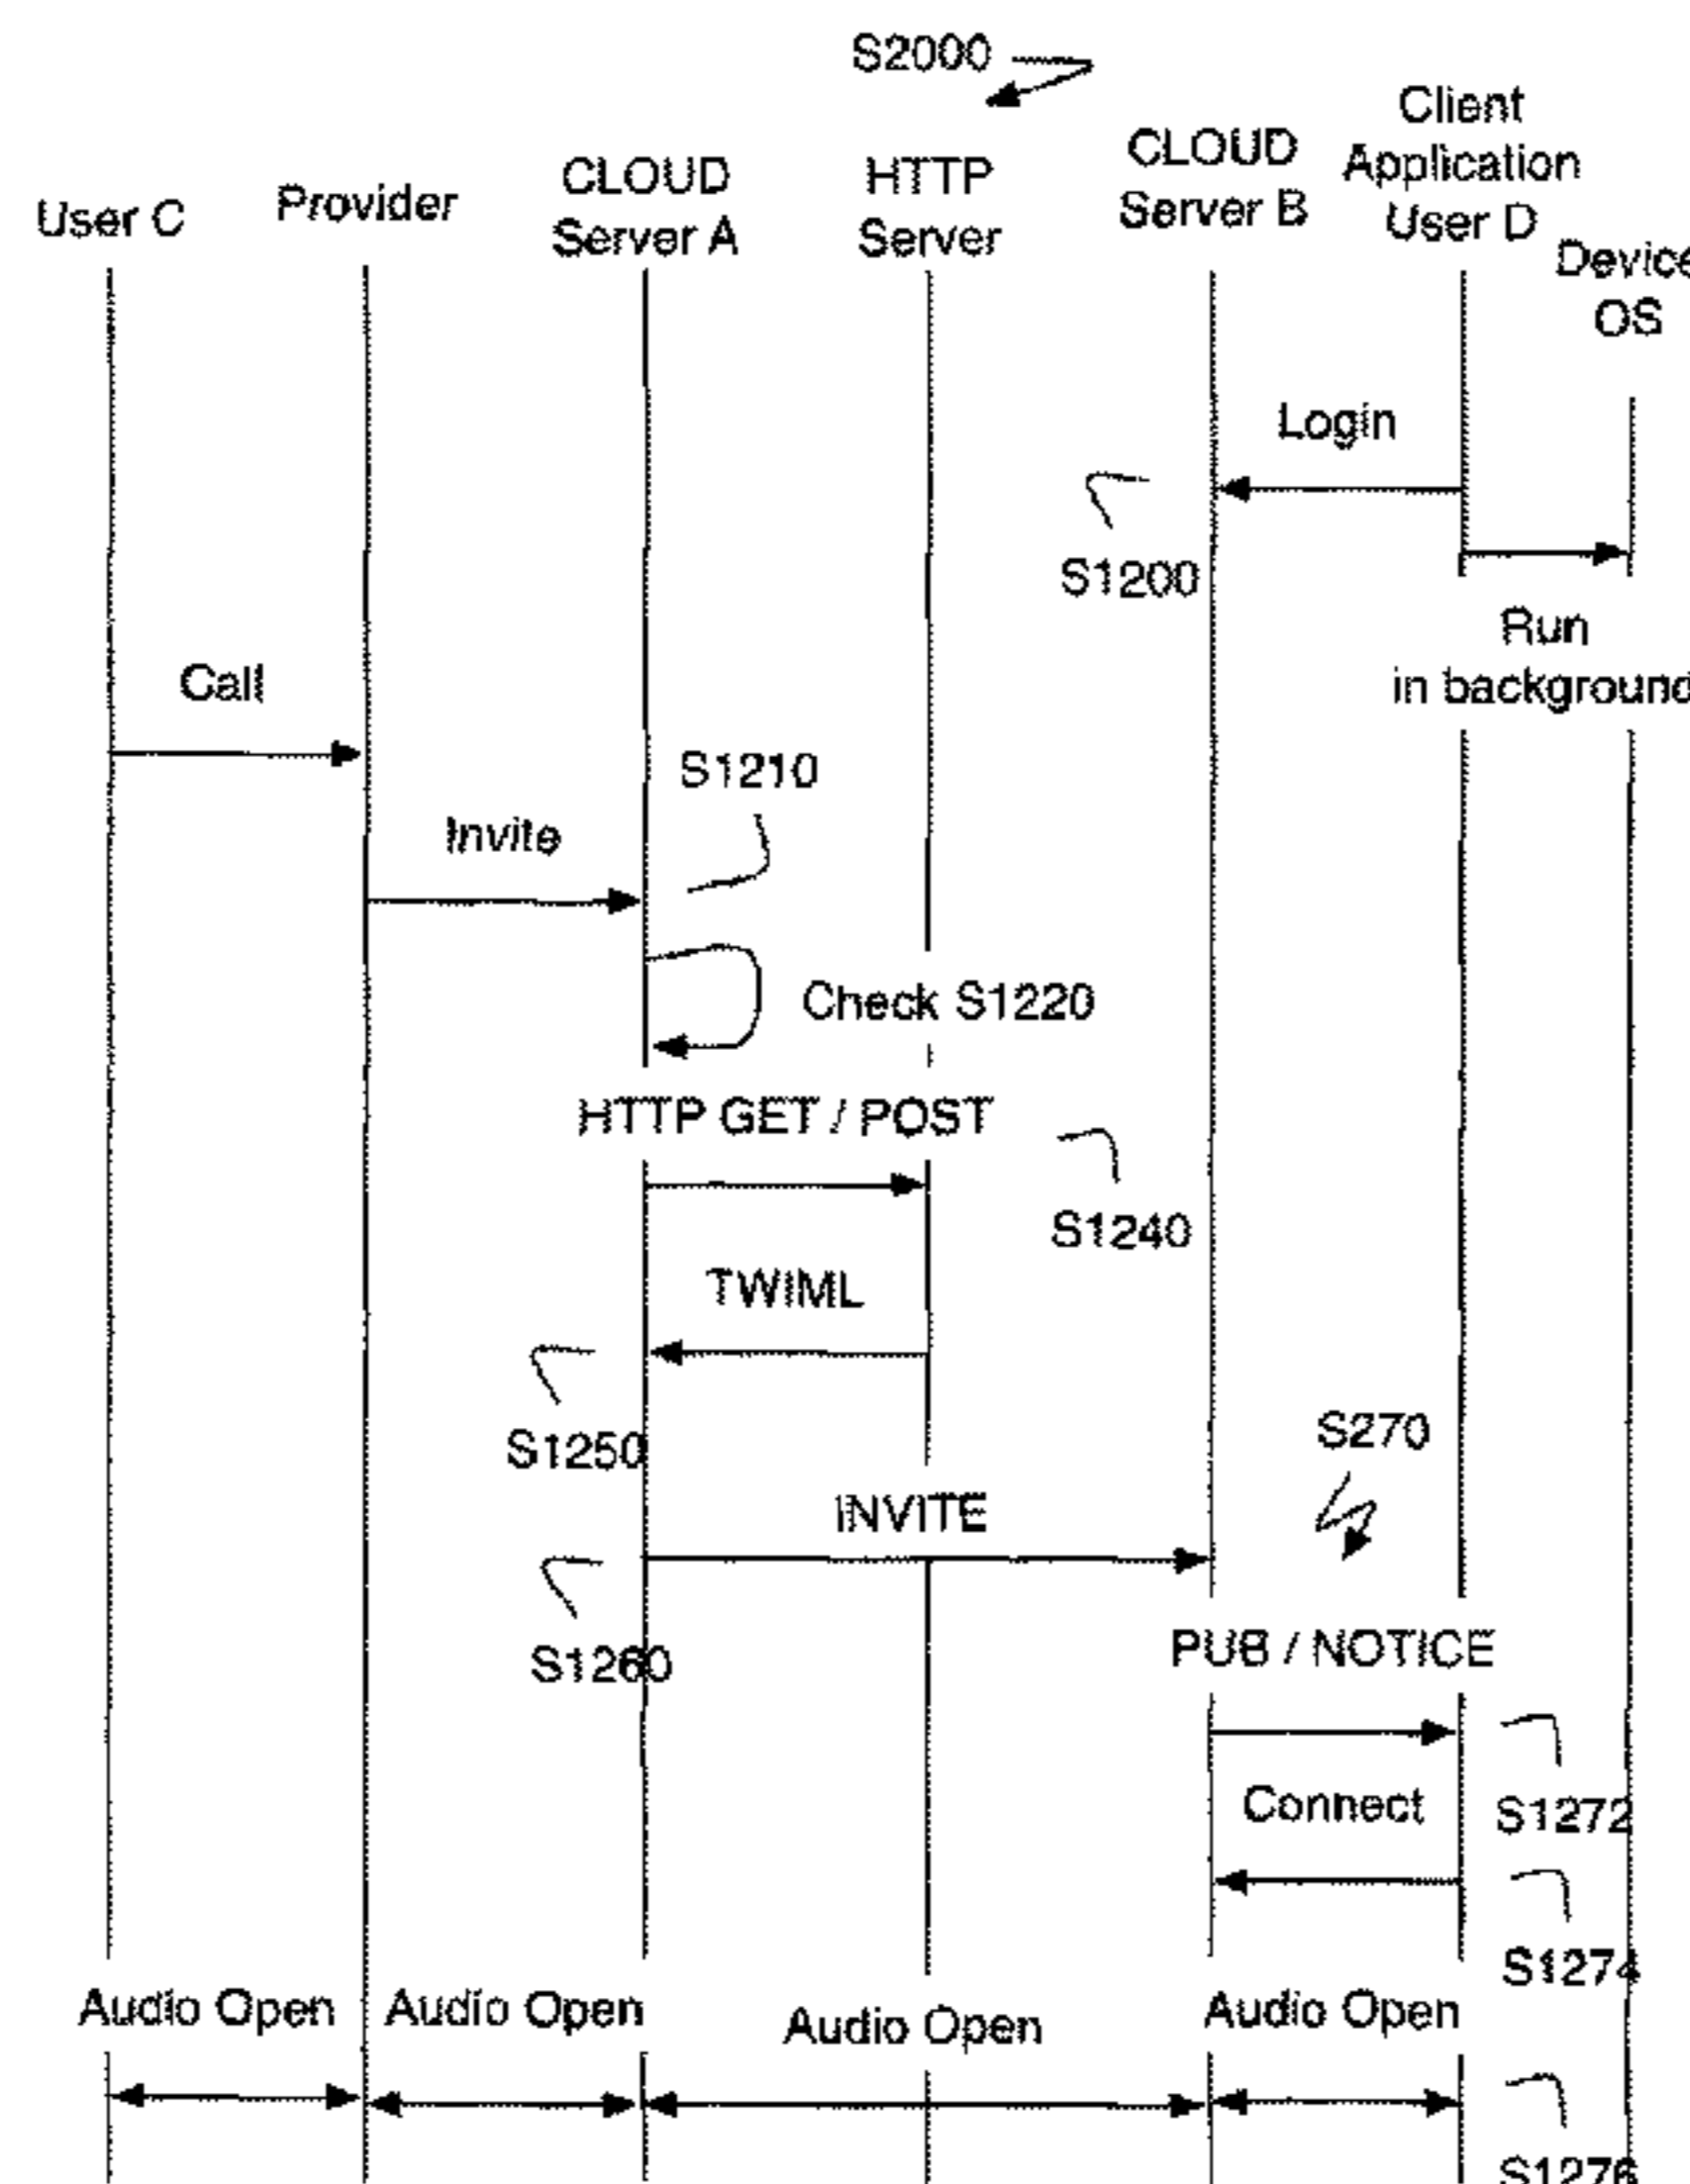 S2000
User C
Provider
CLOUD
Server A
HTTP
Server
CLOUD
Server B
Client
Application
User D
Device
OS
Login
S1200
Run
in background
Call
S1210
Invite
Check S1220
HTTP GET / POST
S1240
TWIML
S1250
S270
INVITE
S1260
PUB / NOTICE
S1272
Connect
S1274
Audio Open
Audio Open
Audio Open
Audio Open
S1276